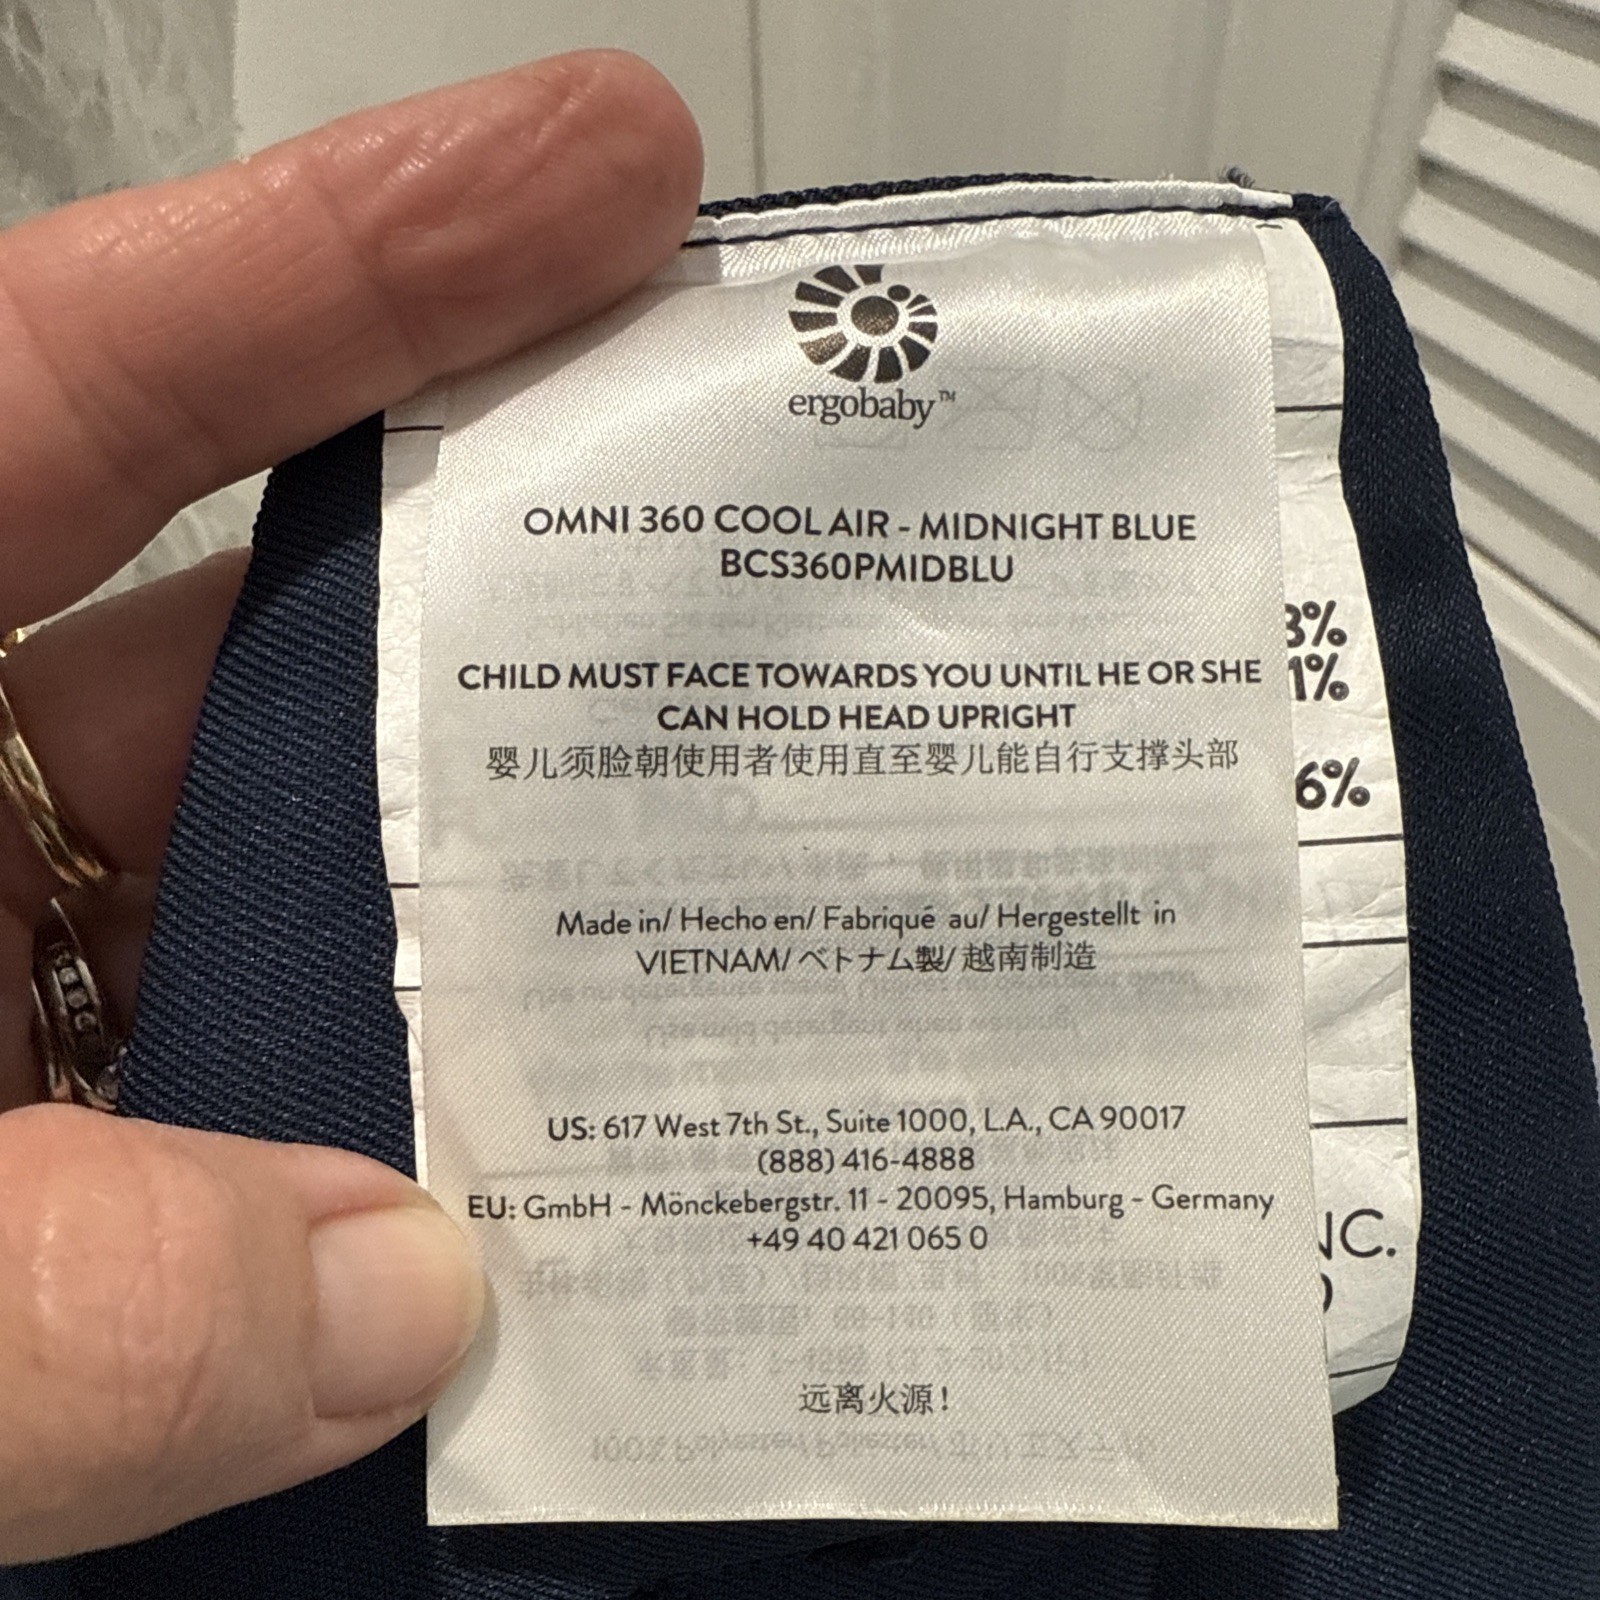 ergobaby™
OMNI 360 COOL AIR - MIDNIGHT BLUE
BCS360PMIDBLU
CHILD MUST FACE TOWARDS YOU UNTIL HE OR SHE
CAN HOLD HEAD UPRIGHT
婴儿须脸朝使用者使用直至婴儿能自行支撑头部
Made in/ Hecho en/ Fabriqué au/ Hergestellt in
VIETNAM/ ベトナム製/ 越南制造
US: 617 West 7th St., Suite 1000, L.A., CA 90017
(888) 416-4888
EU: GmbH - Mönckebergstr. 11 - 20095, Hamburg - Germany
+49 40 421 065 0
远离火源!
3%
1%
6%
NC.